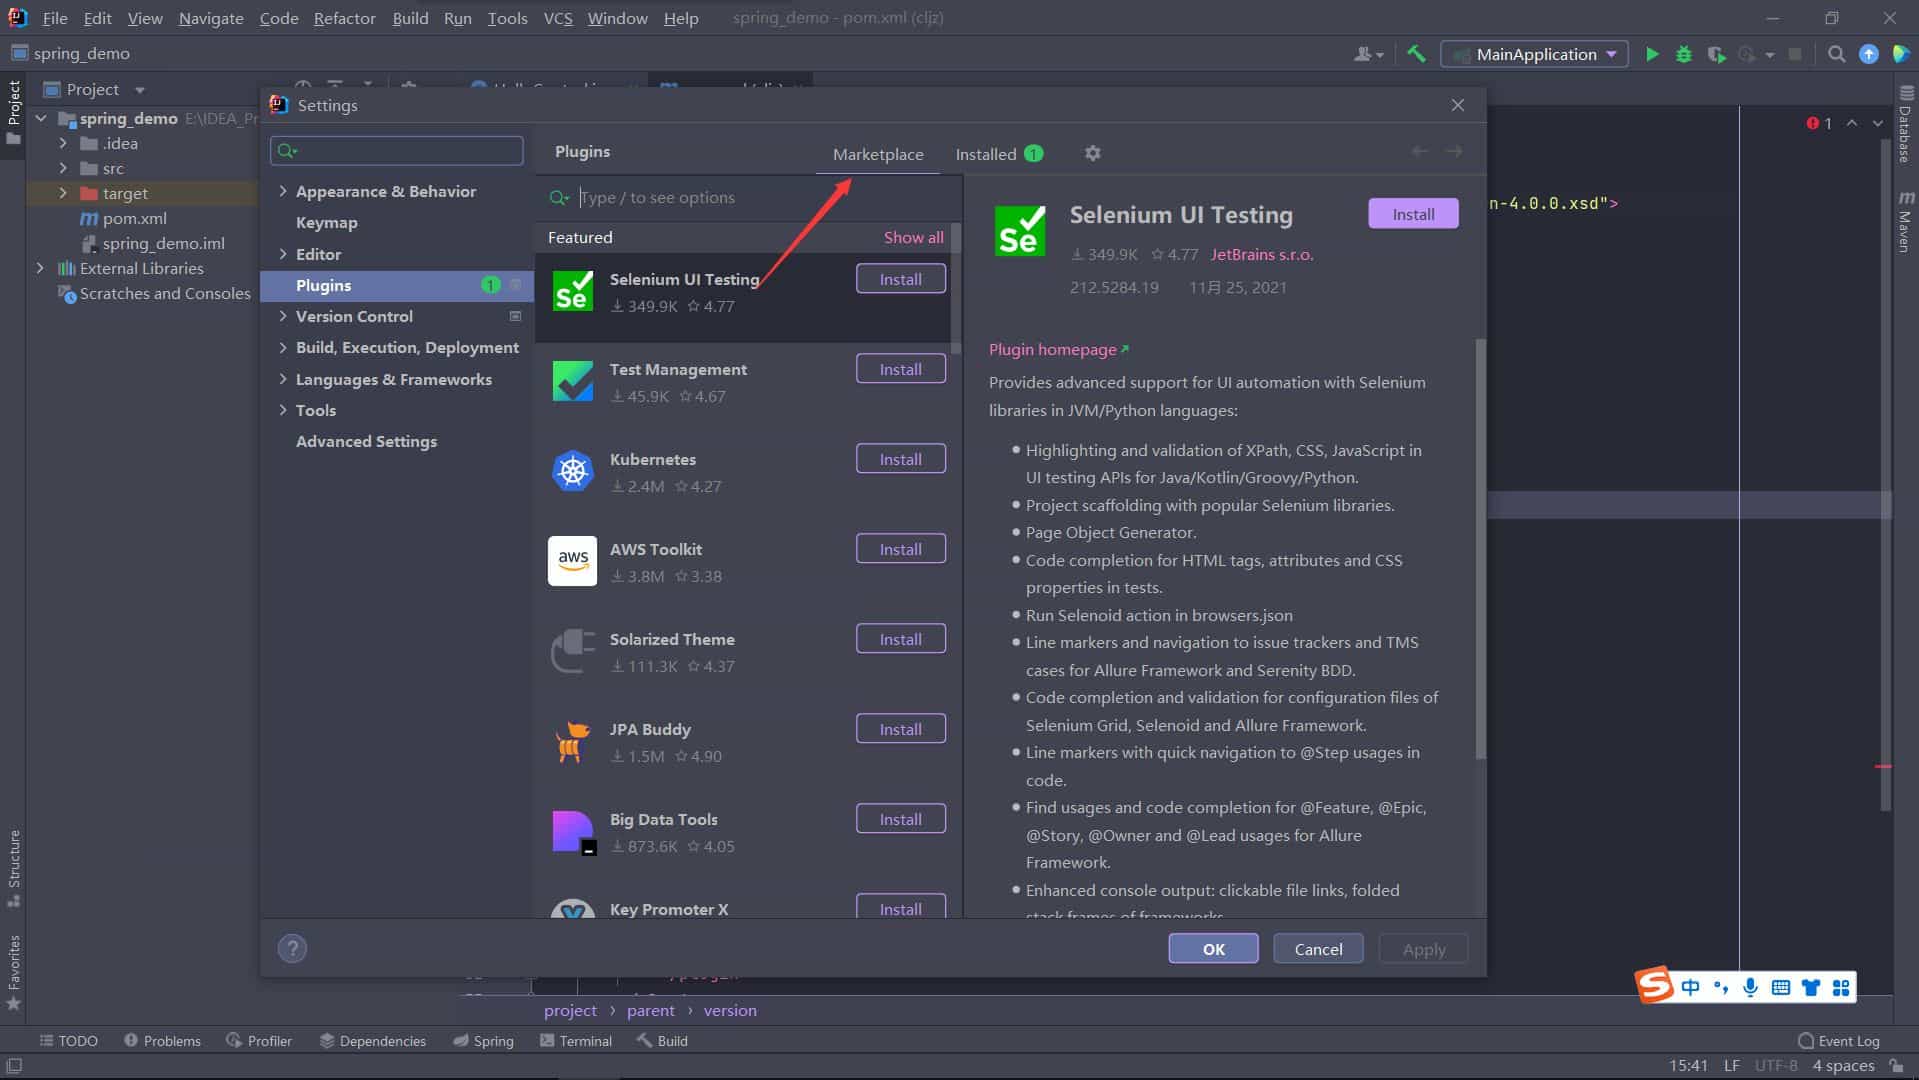 File Edit View Navigate Code Refactor Build Run Tools VCS Window Help spring_demo - pom.xml (cljz)
spring_demo
MainApplication
Project
Project
spring_demo
.idea
src
target
pom.xml
spring_demo.iml
External Libraries
Scratches and Consoles
Structure
Favorites
Settings
Appearance & Behavior
Keymap
Editor
Plugins 1
Version Control
Build, Execution, Deployment
Languages & Frameworks
Tools
Advanced Settings
Plugins Marketplace Installed 1
Type / to see options
Featured Show all
Selenium UI Testing Install
349.9K 4.77
Test Management Install
45.9K 4.67
Kubernetes Install
2.4M 4.27
aws
AWS Toolkit Install
3.8M 3.38
Solarized Theme Install
111.3K 4.37
JPA Buddy Install
1.5M 4.90
Big Data Tools Install
873.6K 4.05
Key Promoter X Install
Se
Selenium UI Testing Install
349.9K 4.77 JetBrains s.r.o.
212.5284.19 11月 25, 2021
Plugin homepage
Provides advanced support for UI automation with Selenium
libraries in JVM/Python languages:
Highlighting and validation of XPath, CSS, JavaScript in
UI testing APIs for Java/Kotlin/Groovy/Python.
Project scaffolding with popular Selenium libraries.
Page Object Generator.
Code completion for HTML tags, attributes and CSS
properties in tests.
Run Selenoid action in browsers.json
Line markers and navigation to issue trackers and TMS
cases for Allure Framework and Serenity BDD.
Code completion and validation for configuration files of
Selenium Grid, Selenoid and Allure Framework.
Line markers with quick navigation to @Step usages in
code.
Find usages and code completion for @Feature, @Epic,
@Story, @Owner and @Lead usages for Allure
Framework.
Enhanced console output: clickable file links, folded
stack frames of frameworks
? OK Cancel Apply
n-4.0.0.xsd">
1
Database
Maven
中
project › parent › version
TODO Problems Profiler Dependencies Spring Terminal Build Event Log
15:41 LF UTF-8 4 spaces